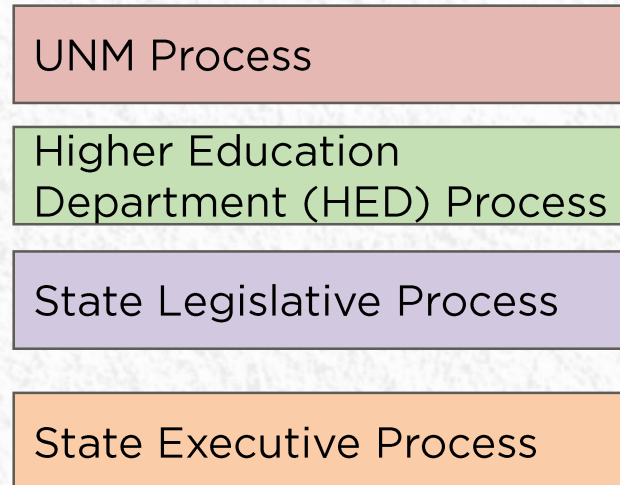 UNM Process
Higher Education
Department (HED) Process
State Legislative Process
State Executive Process